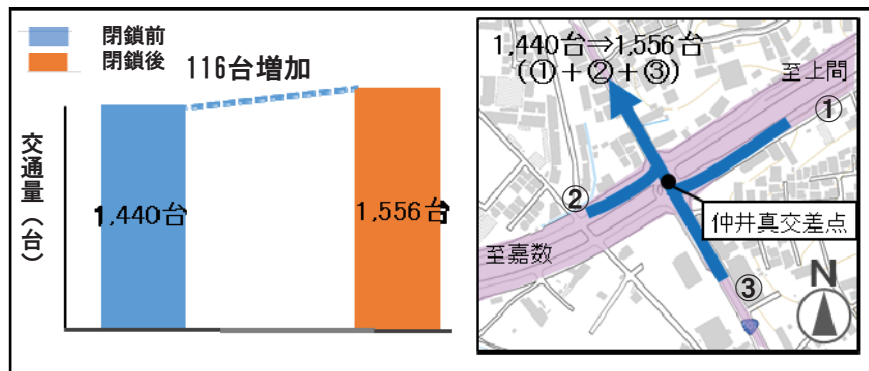 閉鎖前
閉鎖後
116台増加
交通量(台)
1,440台
1,556台
1,440台⇒1,556台
(①+②+③)
至上間
①
②
仲井真交差点
至嘉数
③
N